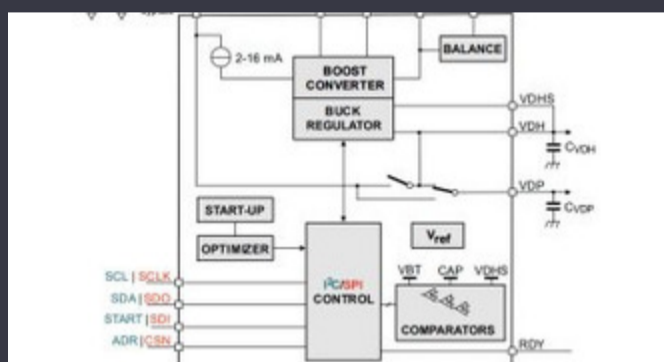 2-16 mA
BALANCE
BOOST
CONVERTER
BUCK
REGULATOR
VDHS
VDH
CVDH
VDP
CVDP
START-UP
OPTIMIZER
Vref
SCL | SCLK
SDA | SDO
START | SDI
ADR | CSN
I²C/SPI
CONTROL
VBT CAP VDHS
COMPARATORS
RDY